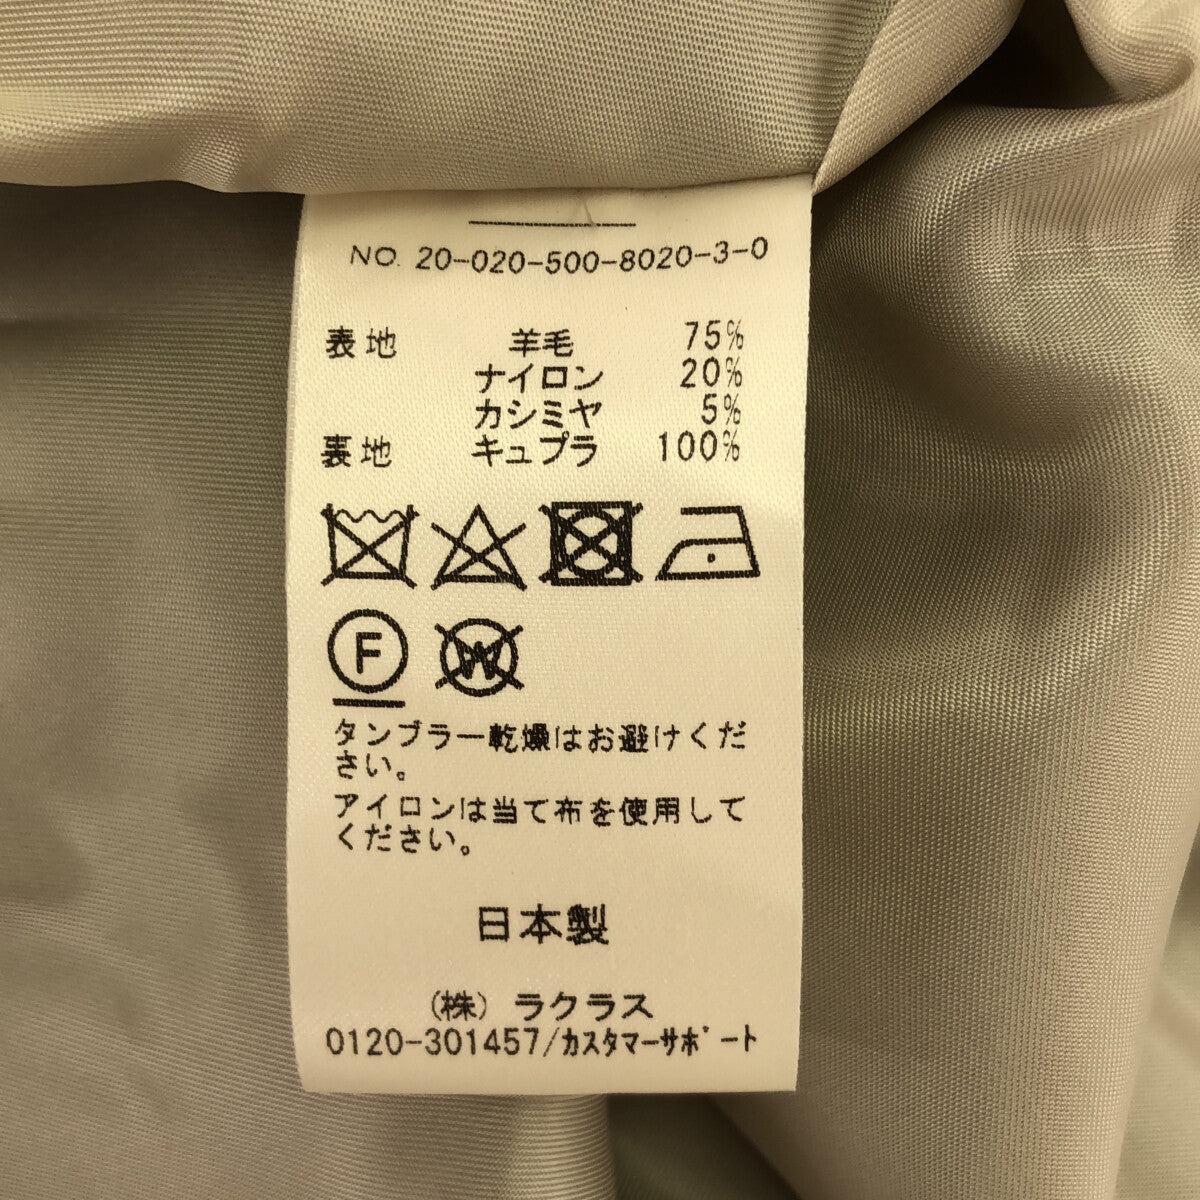 NO. 20-020-500-8020-3-0
表地 羊毛 75%
ナイロン 20%
カシミヤ 5%
裏地 キュプラ 100%
F W
タンブラー乾燥はお避けくだ
さい。
アイロンは当て布を使用して
ください。
日本製
(株) ラクラス
0120-301457/カスタマーサポート